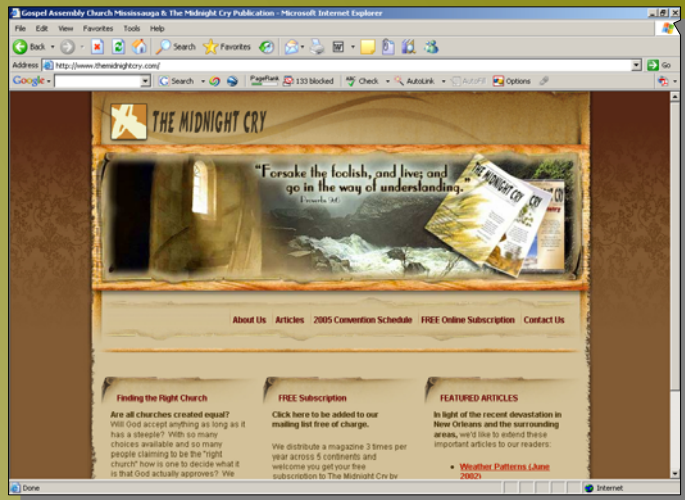 Gospel Assembly Church Mississauga & The Midnight Cry Publication - Microsoft Internet Explorer
File Edit View Favorites Tools Help
Back Search Favorites
Address http://www.themidnightcry.com/ Go
Google Search PageRank 133 blocked Check AutoLink AutoFill Options
THE MIDNIGHT CRY
"Forsake the foolish, and live; and
go in the way of understanding."
Proverbs 9:6
THE MIDNIGHT CRY
About Us Articles 2005 Convention Schedule FREE Online Subscription Contact Us
Finding the Right Church
Are all churches created equal?
Will God accept anything as long as it
has a steeple? With so many
choices available and so many
people claiming to be the "right
church" how is one to decide what it
is that God actually approves? We
FREE Subscription
Click here to be added to our
mailing list free of charge.
We distribute a magazine 3 times per
year across 5 continents and
welcome you get your free
subscription to The Midnight Cry by
FEATURED ARTICLES
In light of the recent devastation in
New Orleans and the surrounding
areas, we'd like to extend these
important articles to our readers:
Weather Patterns (June
2002)
Done Internet